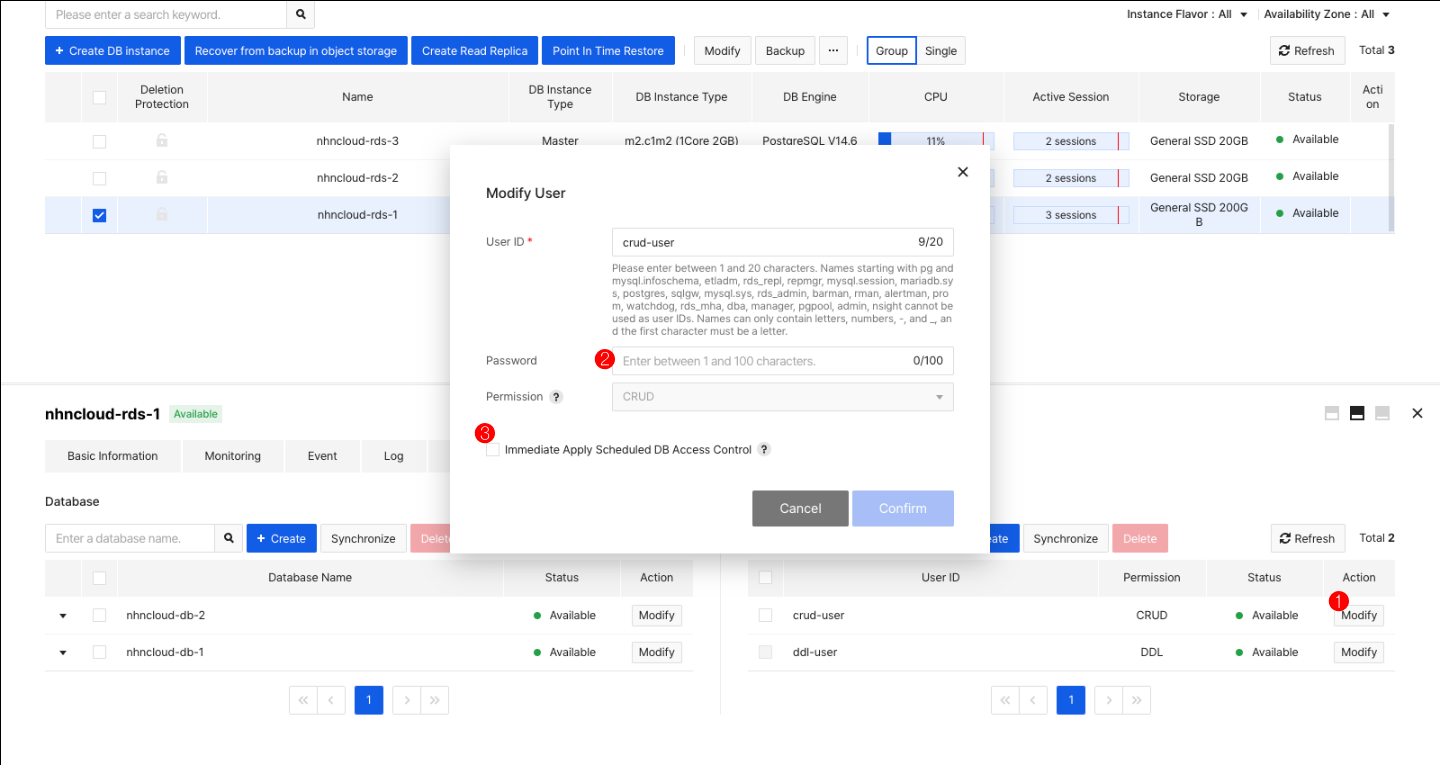 Please enter a search keyword.
Instance Flavor : All
Availability Zone : All
+ Create DB instance
Recover from backup in object storage
Create Read Replica
Point In Time Restore
Modify
Backup
···
Group
Single
Refresh
Total 3
Deletion
Protection
Name
DB Instance
Type
DB Instance Type
DB Engine
CPU
Active Session
Storage
Status
Acti
on
nhncloud-rds-3
Master
m2.c1m2 (1Core 2GB)
PostgreSQL V14.6
11%
2 sessions
General SSD 20GB
Available
nhncloud-rds-2
2 sessions
General SSD 20GB
Available
nhncloud-rds-1
3 sessions
General SSD 200G
B
Available
Modify User
User ID *
crud-user
9/20
Please enter between 1 and 20 characters. Names starting with pg and
mysql.infoschema, etladm, rds_repl, repmgr, mysql.session, mariadb.sy
s, postgres, sqlgw, mysql.sys, rds_admin, barman, rman, alertman, pro
m, watchdog, rds_mha, dba, manager, pgpool, admin, nsight cannot be
used as user IDs. Names can only contain letters, numbers, -, and _, an
d the first character must be a letter.
Password
2
Enter between 1 and 100 characters.
0/100
Permission ?
CRUD
3
Immediate Apply Scheduled DB Access Control ?
Cancel
Confirm
nhncloud-rds-1
Available
Basic Information
Monitoring
Event
Log
Database
Enter a database name.
+ Create
Synchronize
Delete
eate
Synchronize
Delete
Refresh
Total 2
Database Name
Status
Action
nhncloud-db-2
Available
Modify
nhncloud-db-1
Available
Modify
1
User ID
Permission
Status
Action
1
crud-user
CRUD
Available
Modify
ddl-user
DDL
Available
Modify
1